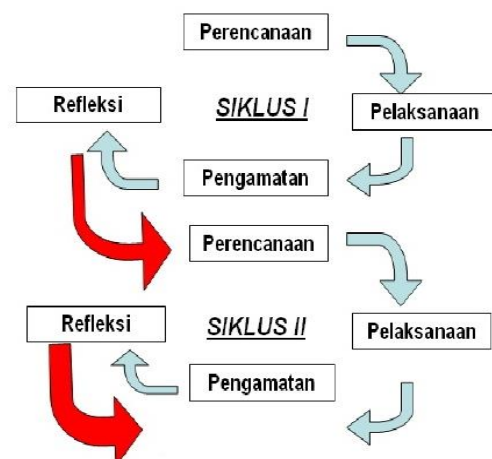 Perencanaan
Refleksi
SIKLUS I
Pelaksanaan
Pengamatan
Perencanaan
Refleksi
SIKLUS II
Pelaksanaan
Pengamatan